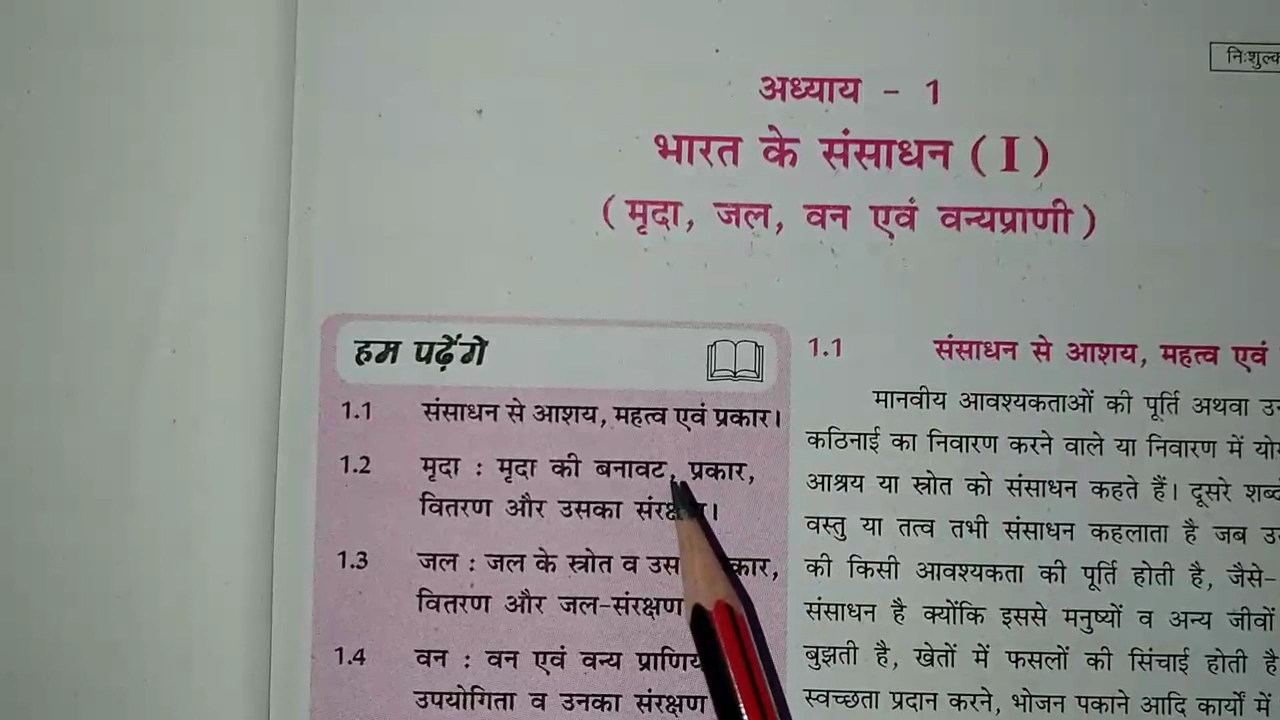 निःशुल्क
अध्याय - 1
भारत के संसाधन (I)
(मृदा, जल, वन एवं वन्यप्राणी)
हम पढ़ेंगे
1.1 संसाधन से आशय, महत्व एवं प्रकार।
1.2 मृदा : मृदा की बनावट, प्रकार,
वितरण और उसका
1.3 जल : जल के स्रोत व
वितरण और जल-संरक्षण
1.4 वन : वन एवं वन्य
उपयोगिता व उनका संरक्षण
1.1 संसाधन से आशय, महत्व एवं
मानवीय आवश्यकताओं की पूर्ति अथवा
कठिनाई का निवारण करने वाले या निवारण में
आश्रय या स्त्रोत को संसाधन कहते हैं। दूसरे
वस्तु या तत्व तभी संसाधन कहलाता है जब
की किसी आवश्यकता की पूर्ति होती है, जैसे-
संसाधन है क्योंकि इससे मनुष्यों व अन्य जीवों
बुझती है, खेतों में फसलों की सिंचाई होती है
स्वच्छता प्रदान करने, भोजन पकाने आदि कार्यों में